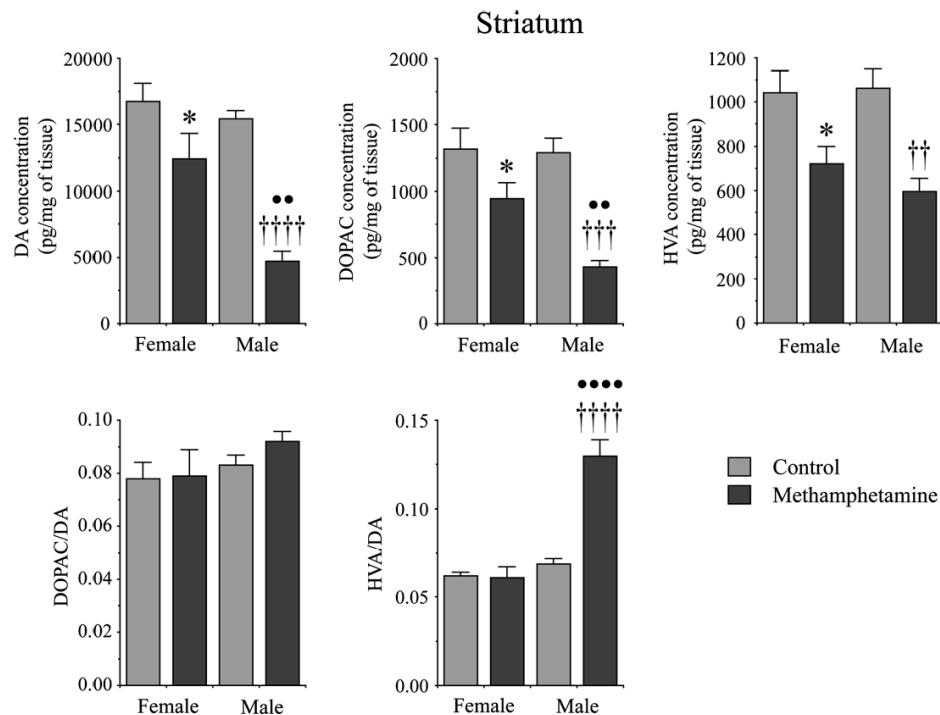 Striatum
DA concentration
(pg/mg of tissue)
20000
15000
10000
5000
0
*
••
††††
Female Male
DOPAC concentration
(pg/mg of tissue)
2000
1500
1000
500
0
*
••
†††
Female Male
HVA concentration
(pg/mg of tissue)
1200
1000
800
600
400
200
0
*
††
Female Male
DOPAC/DA
0.10
0.08
0.06
0.04
0.02
0.00
Female Male
HVA/DA
0.15
0.10
0.05
0.00
••••
††††
Female Male
Control
Methamphetamine